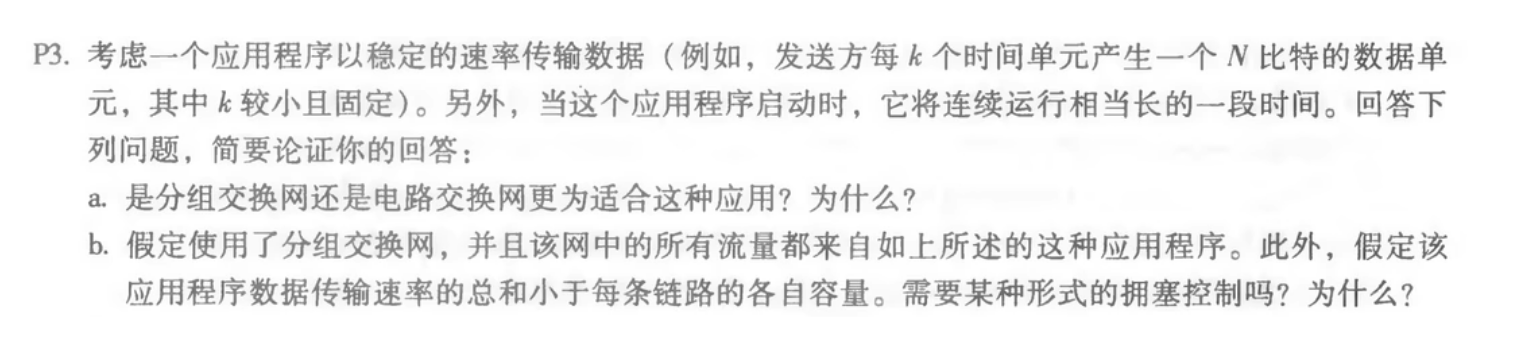 P3. 考虑一个应用程序以稳定的速率传输数据（例如，发送方每 k 个时间单元产生一个 N 比特的数据单
元，其中 k 较小且固定）。另外，当这个应用程序启动时，它将连续运行相当长的一段时间。回答下
列问题，简要论证你的回答：
a. 是分组交换网还是电路交换网更为适合这种应用？为什么？
b. 假定使用了分组交换网，并且该网中的所有流量都来自如上所述的这种应用程序。此外，假定该
应用程序数据传输速率的总和小于每条链路的各自容量。需要某种形式的拥塞控制吗？为什么？